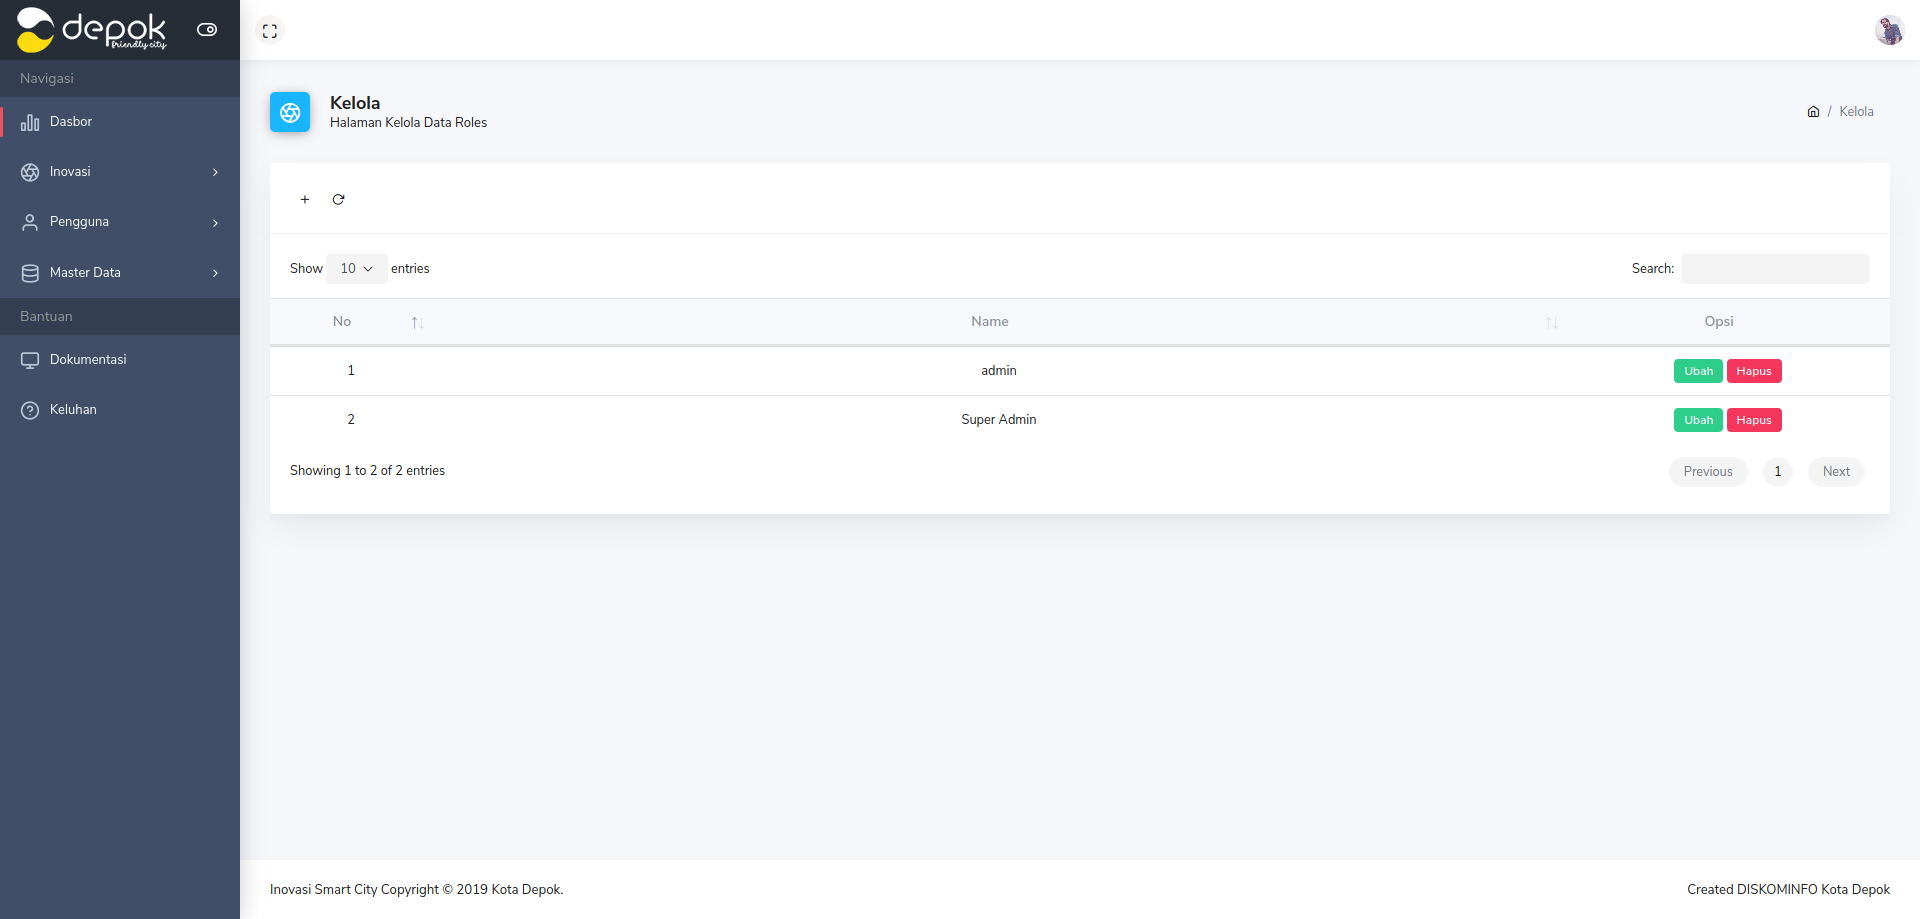 depok
friendly city
Navigasi
Dasbor
Inovasi
Pengguna
Master Data
Bantuan
Dokumentasi
Keluhan
Kelola
Halaman Kelola Data Roles
/ Kelola
+
Show 10 entries
Search:
No Name Opsi
1 admin Ubah Hapus
2 Super Admin Ubah Hapus
Showing 1 to 2 of 2 entries
Previous 1 Next
Inovasi Smart City Copyright © 2019 Kota Depok.
Created DISKOMINFO Kota Depok